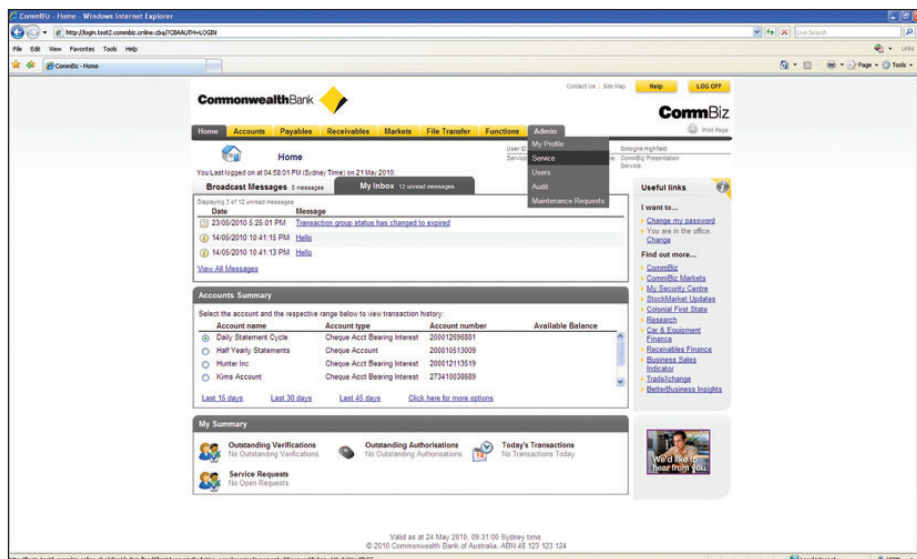 CommBiz - Home - Windows Internet Explorer
http://login.test2.commbiz.online.cba/?CBAAUTH=LOGIN
Live Search
File Edit View Favorites Tools Help
Links
CommBiz - Home
Page Tools
Contact Us | Site Map Help LOG OFF
CommonwealthBank
CommBiz
Home Accounts Payables Receivables Markets File Transfer Functions Admin Print Page
My Profile
Service
Users
Audit
Maintenance Requests
Home
User ID Simogne Highfield
Service CommBiz Presentation
Service
You Last logged on at 04:58:01 PM (Sydney Time) on 21 May 2010.
Broadcast Messages 0 messages My Inbox 12 unread messages
Displaying 3 of 12 unread messages
Date Message
23/05/2010 5:25:01 PM Transaction group status has changed to expired
14/05/2010 10:41:15 PM Hello
14/05/2010 10:41:13 PM Hello
View All Messages
Useful links
I want to...
Change my password
You are in the office.
Change
Find out more...
CommBiz
CommBiz Markets
My Security Centre
StockMarket Updates
Colonial First State
Research
Car & Equipment
Finance
Receivables Finance
Business Sales
Indicator
TradeXchange
BetterBusiness Insights
Accounts Summary
Select the account and the respective range below to view transaction history:
Account name Account type Account number Available Balance
Daily Statement Cycle Cheque Acct Bearing Interest 200012696881
Half Yearly Statements Cheque Account 200010513009
Hunter Inc Cheque Acct Bearing Interest 200012113519
Kims Account Cheque Acct Bearing Interest 273410038689
Last 15 days Last 30 days Last 45 days Click here for more options
My Summary
Outstanding Verifications
No Outstanding Verifications
Outstanding Authorisations
No Outstanding Authorisations
Today's Transactions
No Transactions Today
Service Requests
No Open Requests
We'd like to
hear from you.
Valid as at 24 May 2010, 09:31:00 Sydney time
© 2010 Commonwealth Bank of Australia. ABN 48 123 123 124